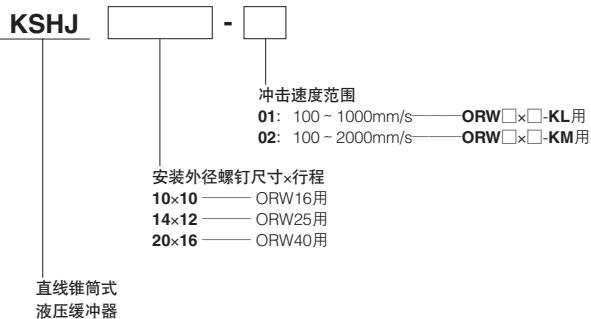 KSHJ -
冲击速度范围
01: 100~1000mm/s———ORW□×□-KL用
02: 100~2000mm/s———ORW□×□-KM用
安装外径螺钉尺寸×行程
10×10 ——— ORW16用
14×12 ——— ORW25用
20×16 ——— ORW40用
直线锥筒式
液压缓冲器